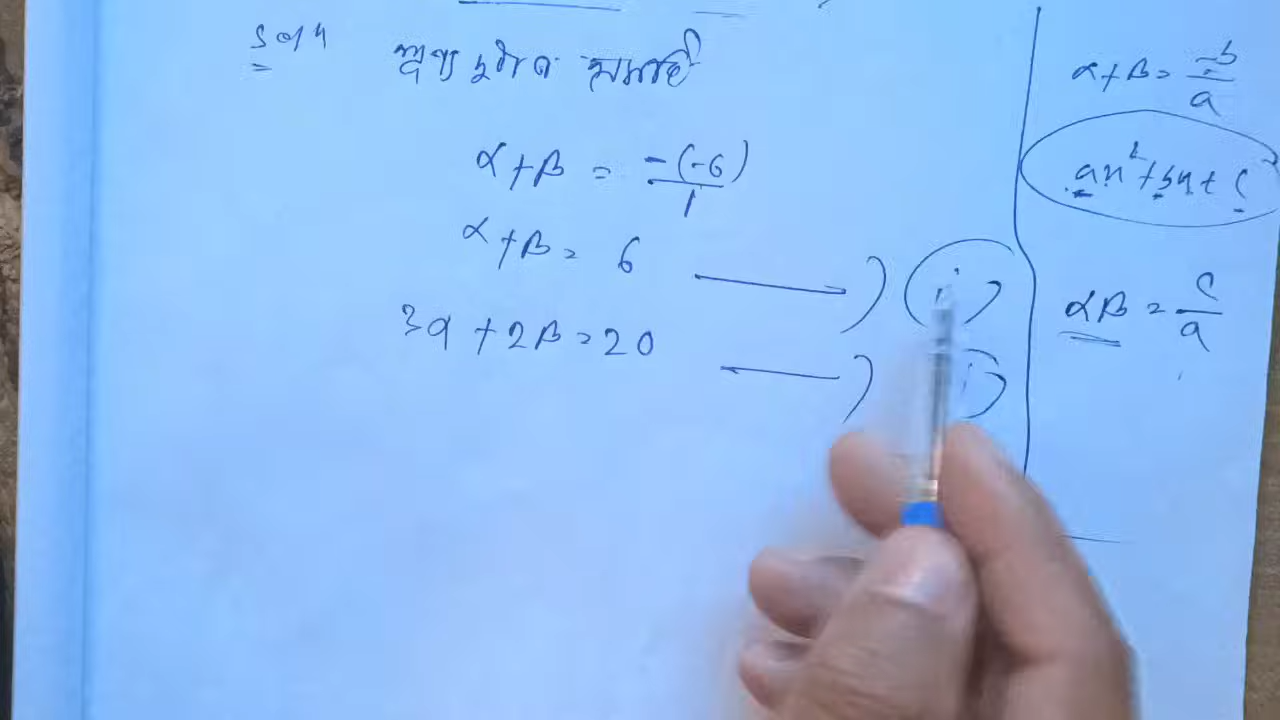 Soln
α+β = -(-6)/1
α+β = 6 (i)
3α + 2β = 20
α+β = -b/a
ax² + bx + c
αβ = c/a